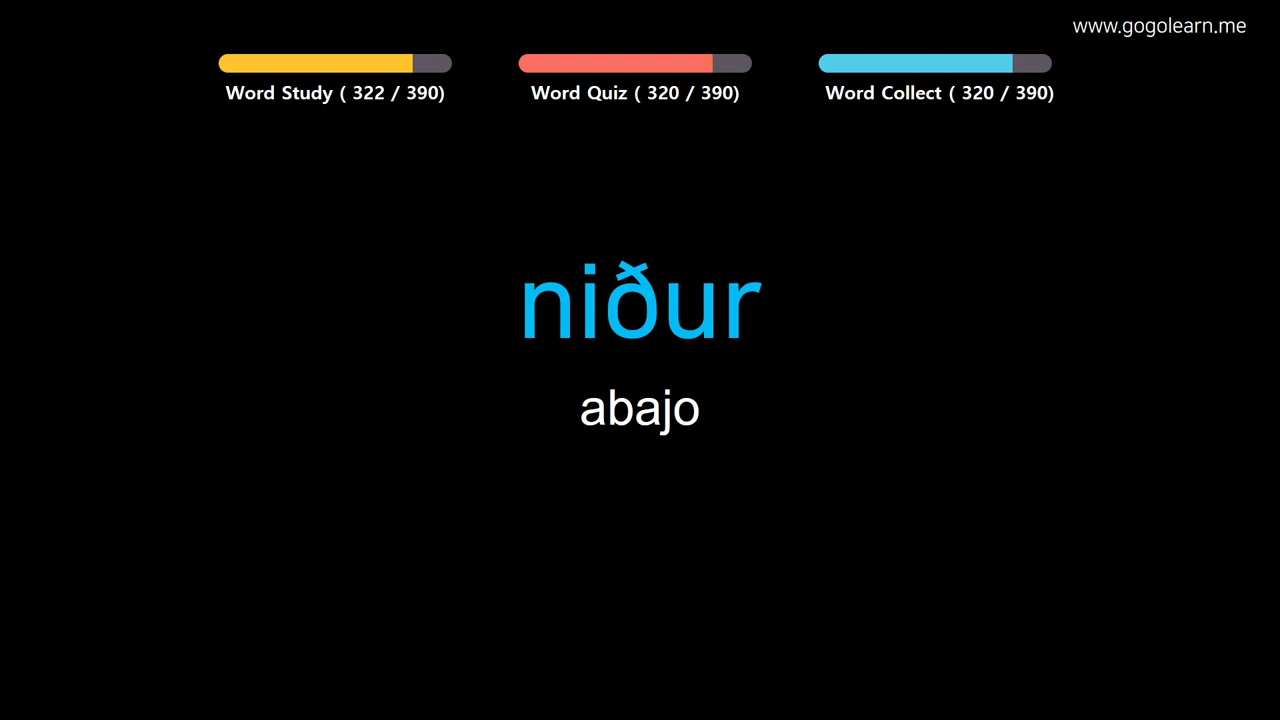 www.gogolearn.me
Word Study ( 322 / 390)
Word Quiz ( 320 / 390)
Word Collect ( 320 / 390)
niður
abajo